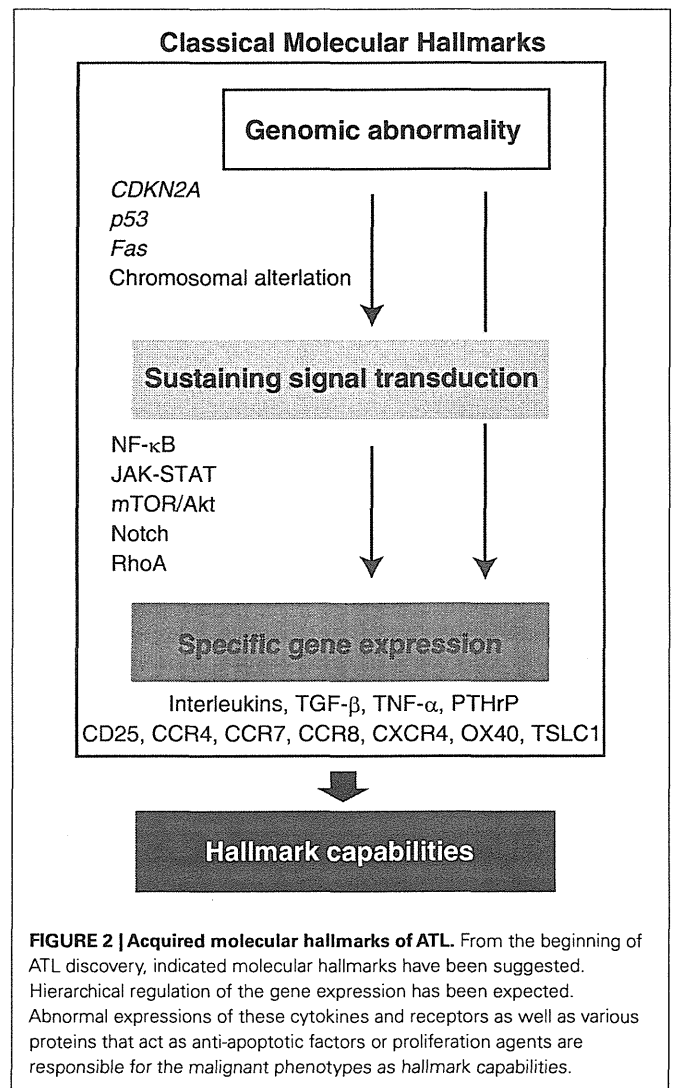 Classical Molecular Hallmarks
Genomic abnormality
CDKN2A
p53
Fas
Chromosomal alterlation
Sustaining signal transduction
NF-κB
JAK-STAT
mTOR/Akt
Notch
RhoA
Specific gene expression
Interleukins, TGF-β, TNF-α, PTHrP
CD25, CCR4, CCR7, CCR8, CXCR4, OX40, TSLC1
Hallmark capabilities
FIGURE 2 | Acquired molecular hallmarks of ATL. From the beginning of
ATL discovery, indicated molecular hallmarks have been suggested.
Hierarchical regulation of the gene expression has been expected.
Abnormal expressions of these cytokines and receptors as well as various
proteins that act as anti-apoptotic factors or proliferation agents are
responsible for the malignant phenotypes as hallmark capabilities.